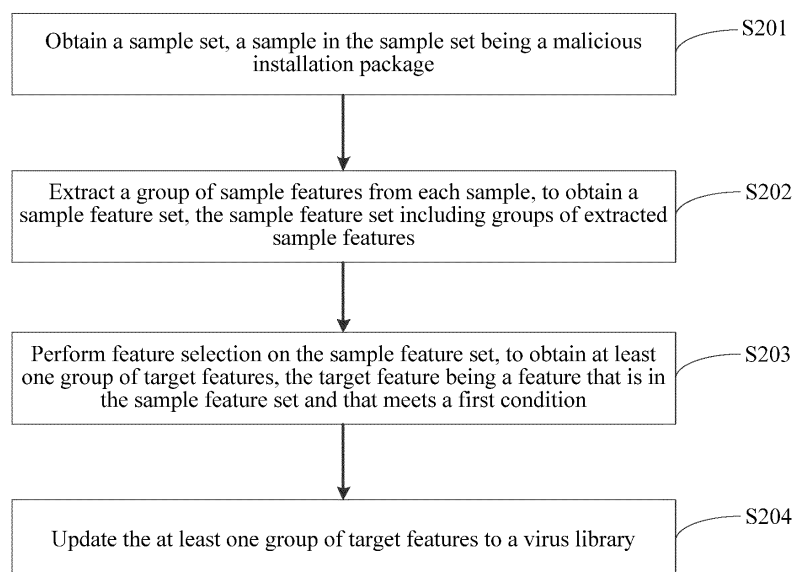 Obtain a sample set, a sample in the sample set being a malicious
installation package
S201
Extract a group of sample features from each sample, to obtain a
sample feature set, the sample feature set including groups of extracted
sample features
S202
Perform feature selection on the sample feature set, to obtain at least
one group of target features, the target feature being a feature that is in
the sample feature set and that meets a first condition
S203
Update the at least one group of target features to a virus library
S204